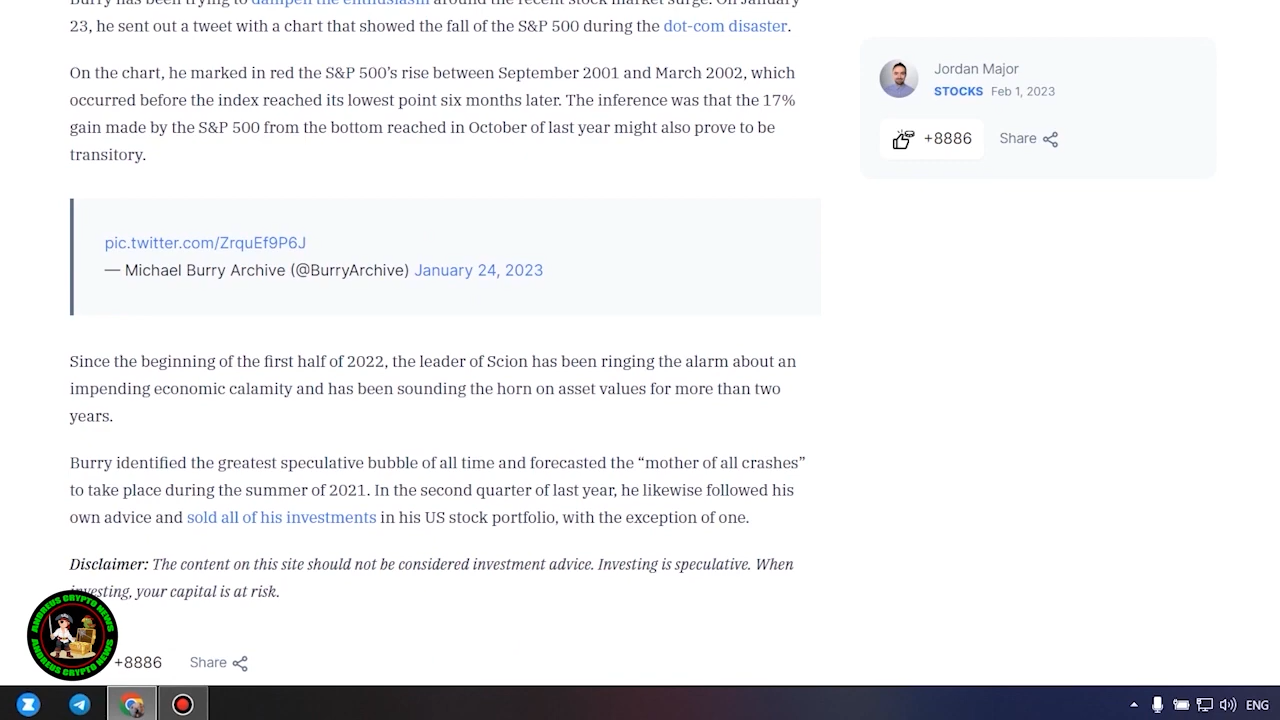 Burry has been trying to dampen the enthusiasm around the recent stock market surge. On January
23, he sent out a tweet with a chart that showed the fall of the S&P 500 during the dot-com disaster.
On the chart, he marked in red the S&P 500’s rise between September 2001 and March 2002, which
occurred before the index reached its lowest point six months later. The inference was that the 17%
gain made by the S&P 500 from the bottom reached in October of last year might also prove to be
transitory.
pic.twitter.com/ZrquEf9P6J
— Michael Burry Archive (@BurryArchive) January 24, 2023
Since the beginning of the first half of 2022, the leader of Scion has been ringing the alarm about an
impending economic calamity and has been sounding the horn on asset values for more than two
years.
Burry identified the greatest speculative bubble of all time and forecasted the “mother of all crashes”
to take place during the summer of 2021. In the second quarter of last year, he likewise followed his
own advice and sold all of his investments in his US stock portfolio, with the exception of one.
Disclaimer: The content on this site should not be considered investment advice. Investing is speculative. When
investing, your capital is at risk.
+8886 Share
Jordan Major
STOCKS Feb 1, 2023
+8886 Share
ANDREUS CRYPTO NEWS
ANDREUS CRYPTO NEWS
ENG